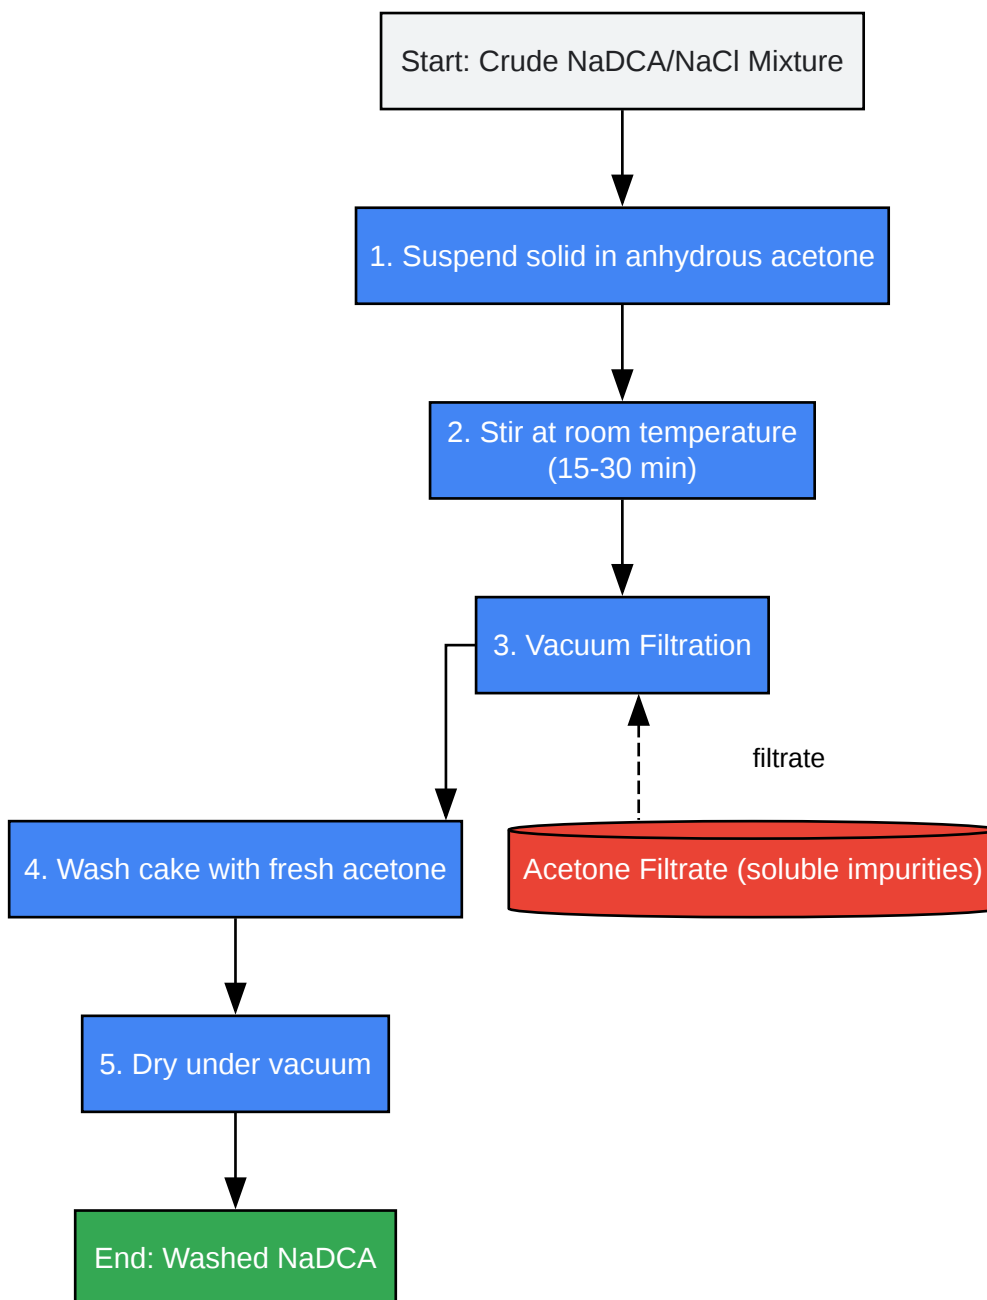 Start: Crude NaDCA/NaCl Mixture
1. Suspend solid in anhydrous acetone
2. Stir at room temperature
(15-30 min)
3. Vacuum Filtration
filtrate
4. Wash cake with fresh acetone
Acetone Filtrate (soluble impurities)
5. Dry under vacuum
End: Washed NaDCA